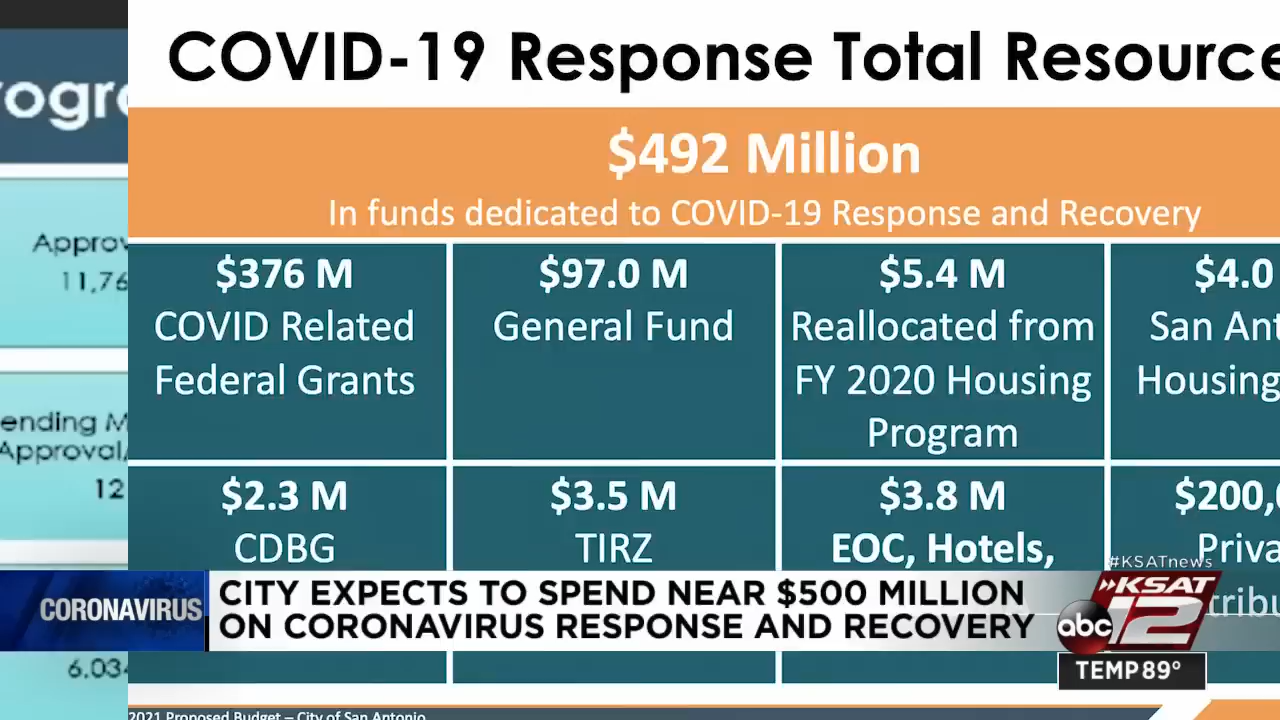 COVID-19 Response Total Resource
$492 Million
In funds dedicated to COVID-19 Response and Recovery
$376 M
COVID Related
Federal Grants
$97.0 M
General Fund
$5.4 M
Reallocated from
FY 2020 Housing
Program
$4.0
San Ant
Housing
$2.3 M
CDBG
$3.5 M
TIRZ
$3.8 M
EOC, Hotels,
$200,
Priva
tribu
ogr
Approv
11,76
ending M
Approval/
12
6,034
#KSATnews
CORONAVIRUS
CITY EXPECTS TO SPEND NEAR $500 MILLION
ON CORONAVIRUS RESPONSE AND RECOVERY
KSAT
abc 12
TEMP 89°
2021 Proposed Budget – City of San Antonio